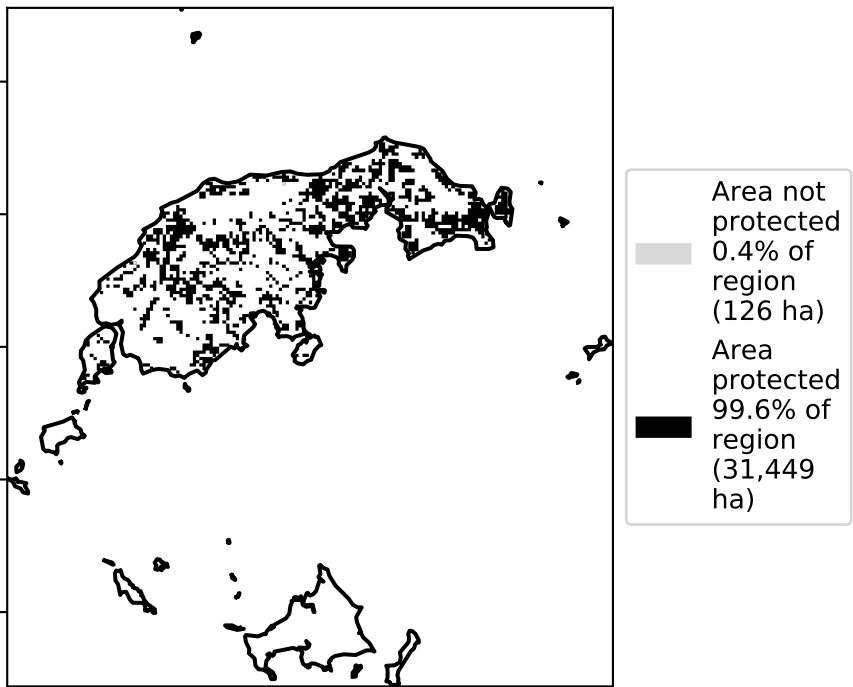 Area not
protected
0.4% of
region
(126 ha)
Area
protected
99.6% of
region
(31,449
ha)